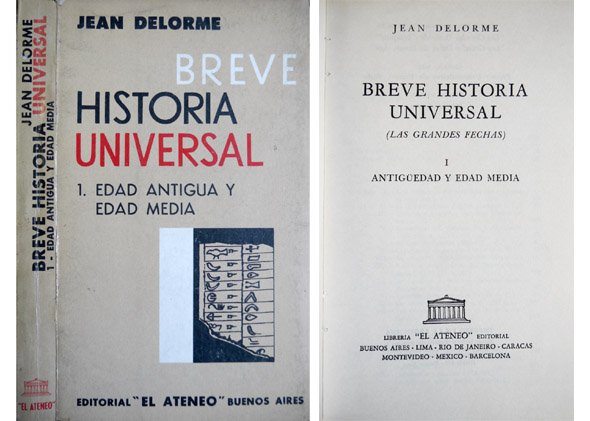 JEAN DELORME
BREVE HISTORIA UNIVERSAL
1 - EDAD ANTIGUA Y EDAD MEDIA
"EL ATENEO"
JEAN DELORME
BREVE
HISTORIA
UNIVERSAL
1. EDAD ANTIGUA Y
EDAD MEDIA
EDITORIAL "EL ATENEO" BUENOS AIRES
JEAN DELORME
BREVE HISTORIA
UNIVERSAL
(LAS GRANDES FECHAS)
I
ANTIGÜEDAD Y EDAD MEDIA
LIBRERIA "EL ATENEO" EDITORIAL
BUENOS AIRES - LIMA - RIO DE JANEIRO - CARACAS
MONTEVIDEO - MEXICO - BARCELONA